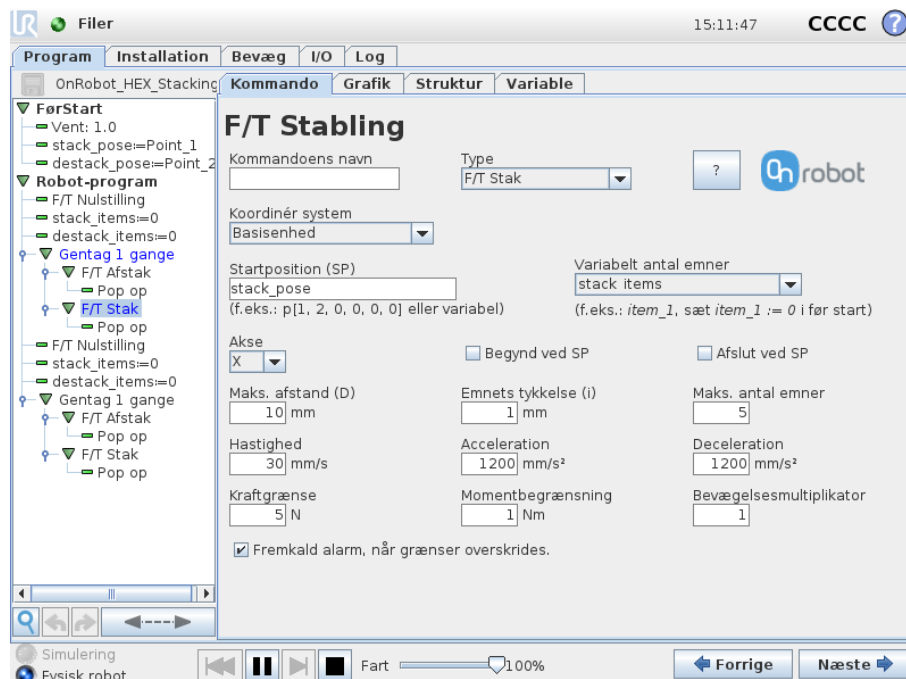 Filer
15:11:47
CCCC
?
Program Installation Bevæg I/O Log
OnRobot_HEX_Stacking
Kommando Grafik Struktur Variable
FørStart
Vent: 1.0
stack_pose:=Point_1
destack_pose:=Point_2
Robot-program
F/T Nulstilling
stack_items:=0
destack_items:=0
Gentag 1 gange
F/T Afstak
Pop op
F/T Stak
Pop op
F/T Nulstilling
stack_items:=0
destack_items:=0
Gentag 1 gange
F/T Afstak
Pop op
F/T Stak
Pop op
F/T Stabling
Kommandoens navn
Type
F/T Stak
?
On robot
Koordinér system
Basisenhed
Startposition (SP)
stack_pose
(f.eks.: p[1, 2, 0, 0, 0, 0] eller variabel)
Variabelt antal emner
stack items
(f.eks.: item_1, sæt item_1 := 0 i før start)
Akse
X
Begynd ved SP
Afslut ved SP
Maks. afstand (D)
10 mm
Emnets tykkelse (i)
1 mm
Maks. antal emner
5
Hastighed
30 mm/s
Acceleration
1200 mm/s²
Deceleration
1200 mm/s²
Kraftgrænse
5 N
Momentbegrænsning
1 Nm
Bevægelsesmultiplikator
1
Fremkald alarm, når grænser overskrides.
Simulering
Fysisk robot
Fart
100%
Forrige
Næste